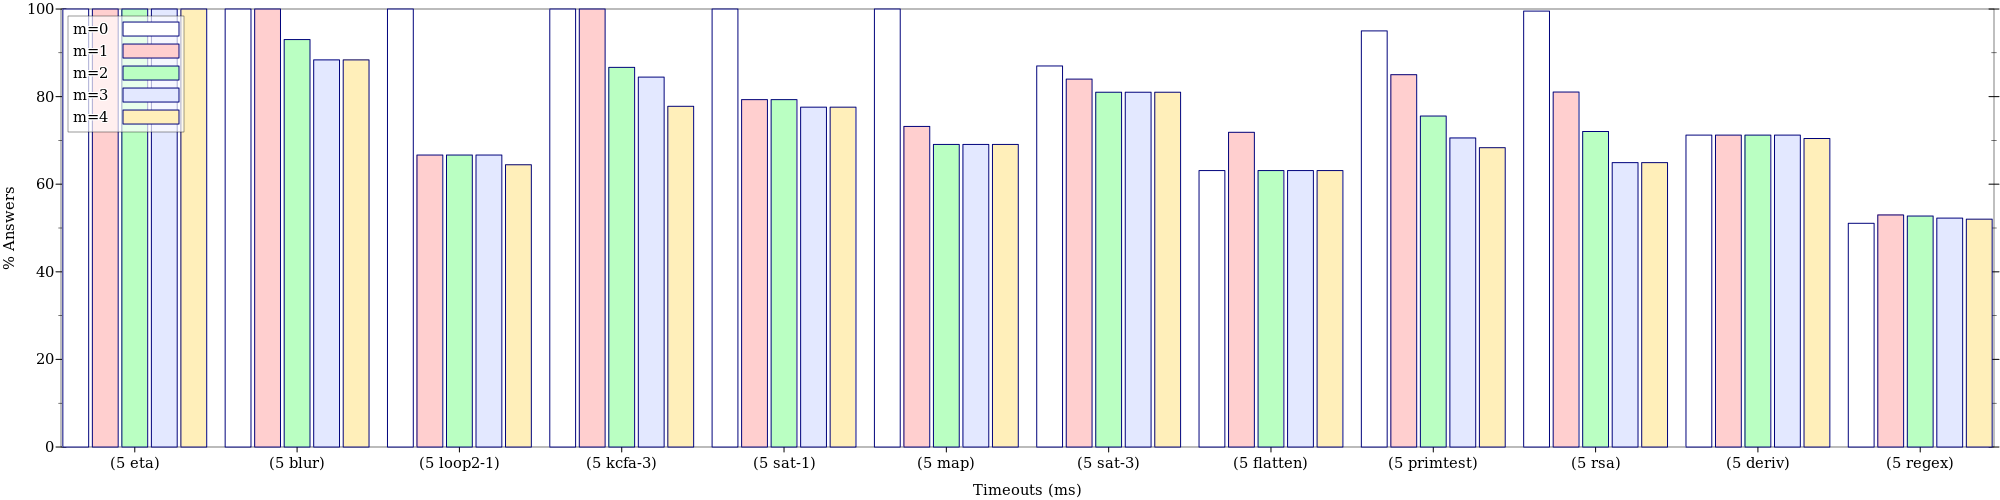 100
80
60
40
20
0
% Answers
m=0
m=1
m=2
m=3
m=4
(5 eta) (5 blur) (5 loop2-1) (5 kcfa-3) (5 sat-1) (5 map) (5 sat-3) (5 flatten) (5 primtest) (5 rsa) (5 deriv) (5 regex)
Timeouts (ms)